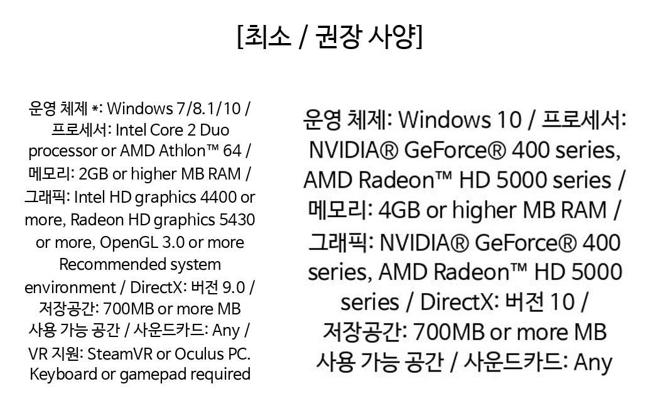 [최소 / 권장 사양]
운영 체제 *: Windows 7/8.1/10 /
프로세서: Intel Core 2 Duo
processor or AMD Athlon™ 64 /
메모리: 2GB or higher MB RAM /
그래픽: Intel HD graphics 4400 or
more, Radeon HD graphics 5430
or more, OpenGL 3.0 or more
Recommended system
environment / DirectX: 버전 9.0 /
저장공간: 700MB or more MB
사용 가능 공간 / 사운드카드: Any /
VR 지원: SteamVR or Oculus PC.
Keyboard or gamepad required
운영 체제: Windows 10 / 프로세서:
NVIDIA® GeForce® 400 series,
AMD Radeon™ HD 5000 series /
메모리: 4GB or higher MB RAM /
그래픽: NVIDIA® GeForce® 400
series, AMD Radeon™ HD 5000
series / DirectX: 버전 10 /
저장공간: 700MB or more MB
사용 가능 공간 / 사운드카드: Any